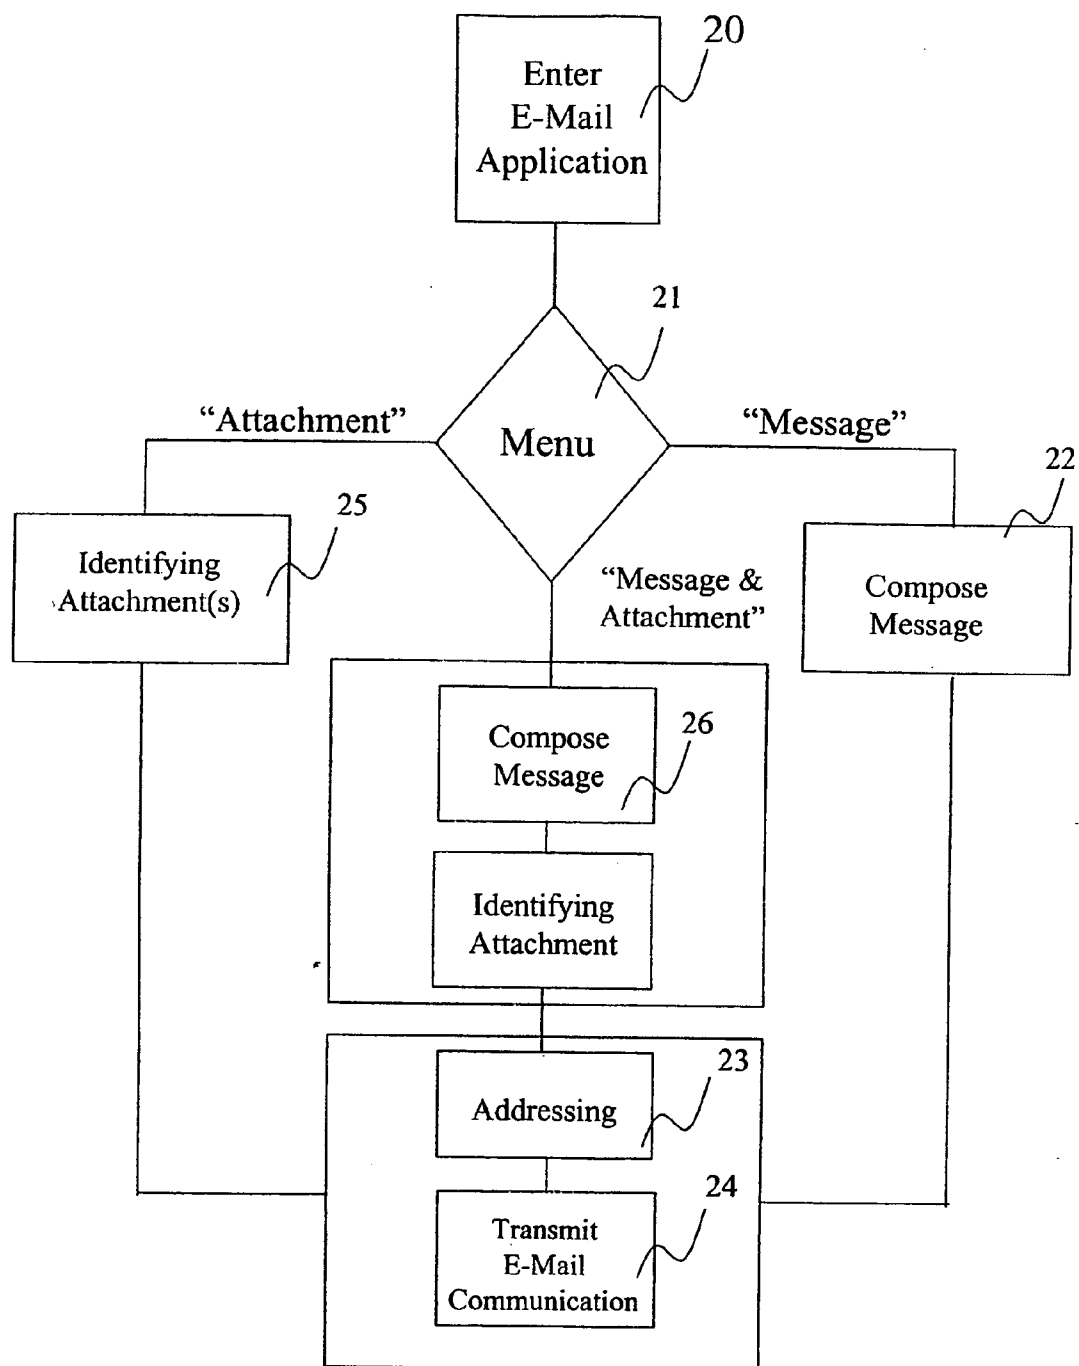 20
Enter
E-Mail
Application
21
"Attachment"
"Message"
Menu
22
25
Identifying
Attachment(s)
"Message &
Attachment"
Compose
Message
26
Compose
Message
Identifying
Attachment
23
Addressing
24
Transmit
E-Mail
Communication